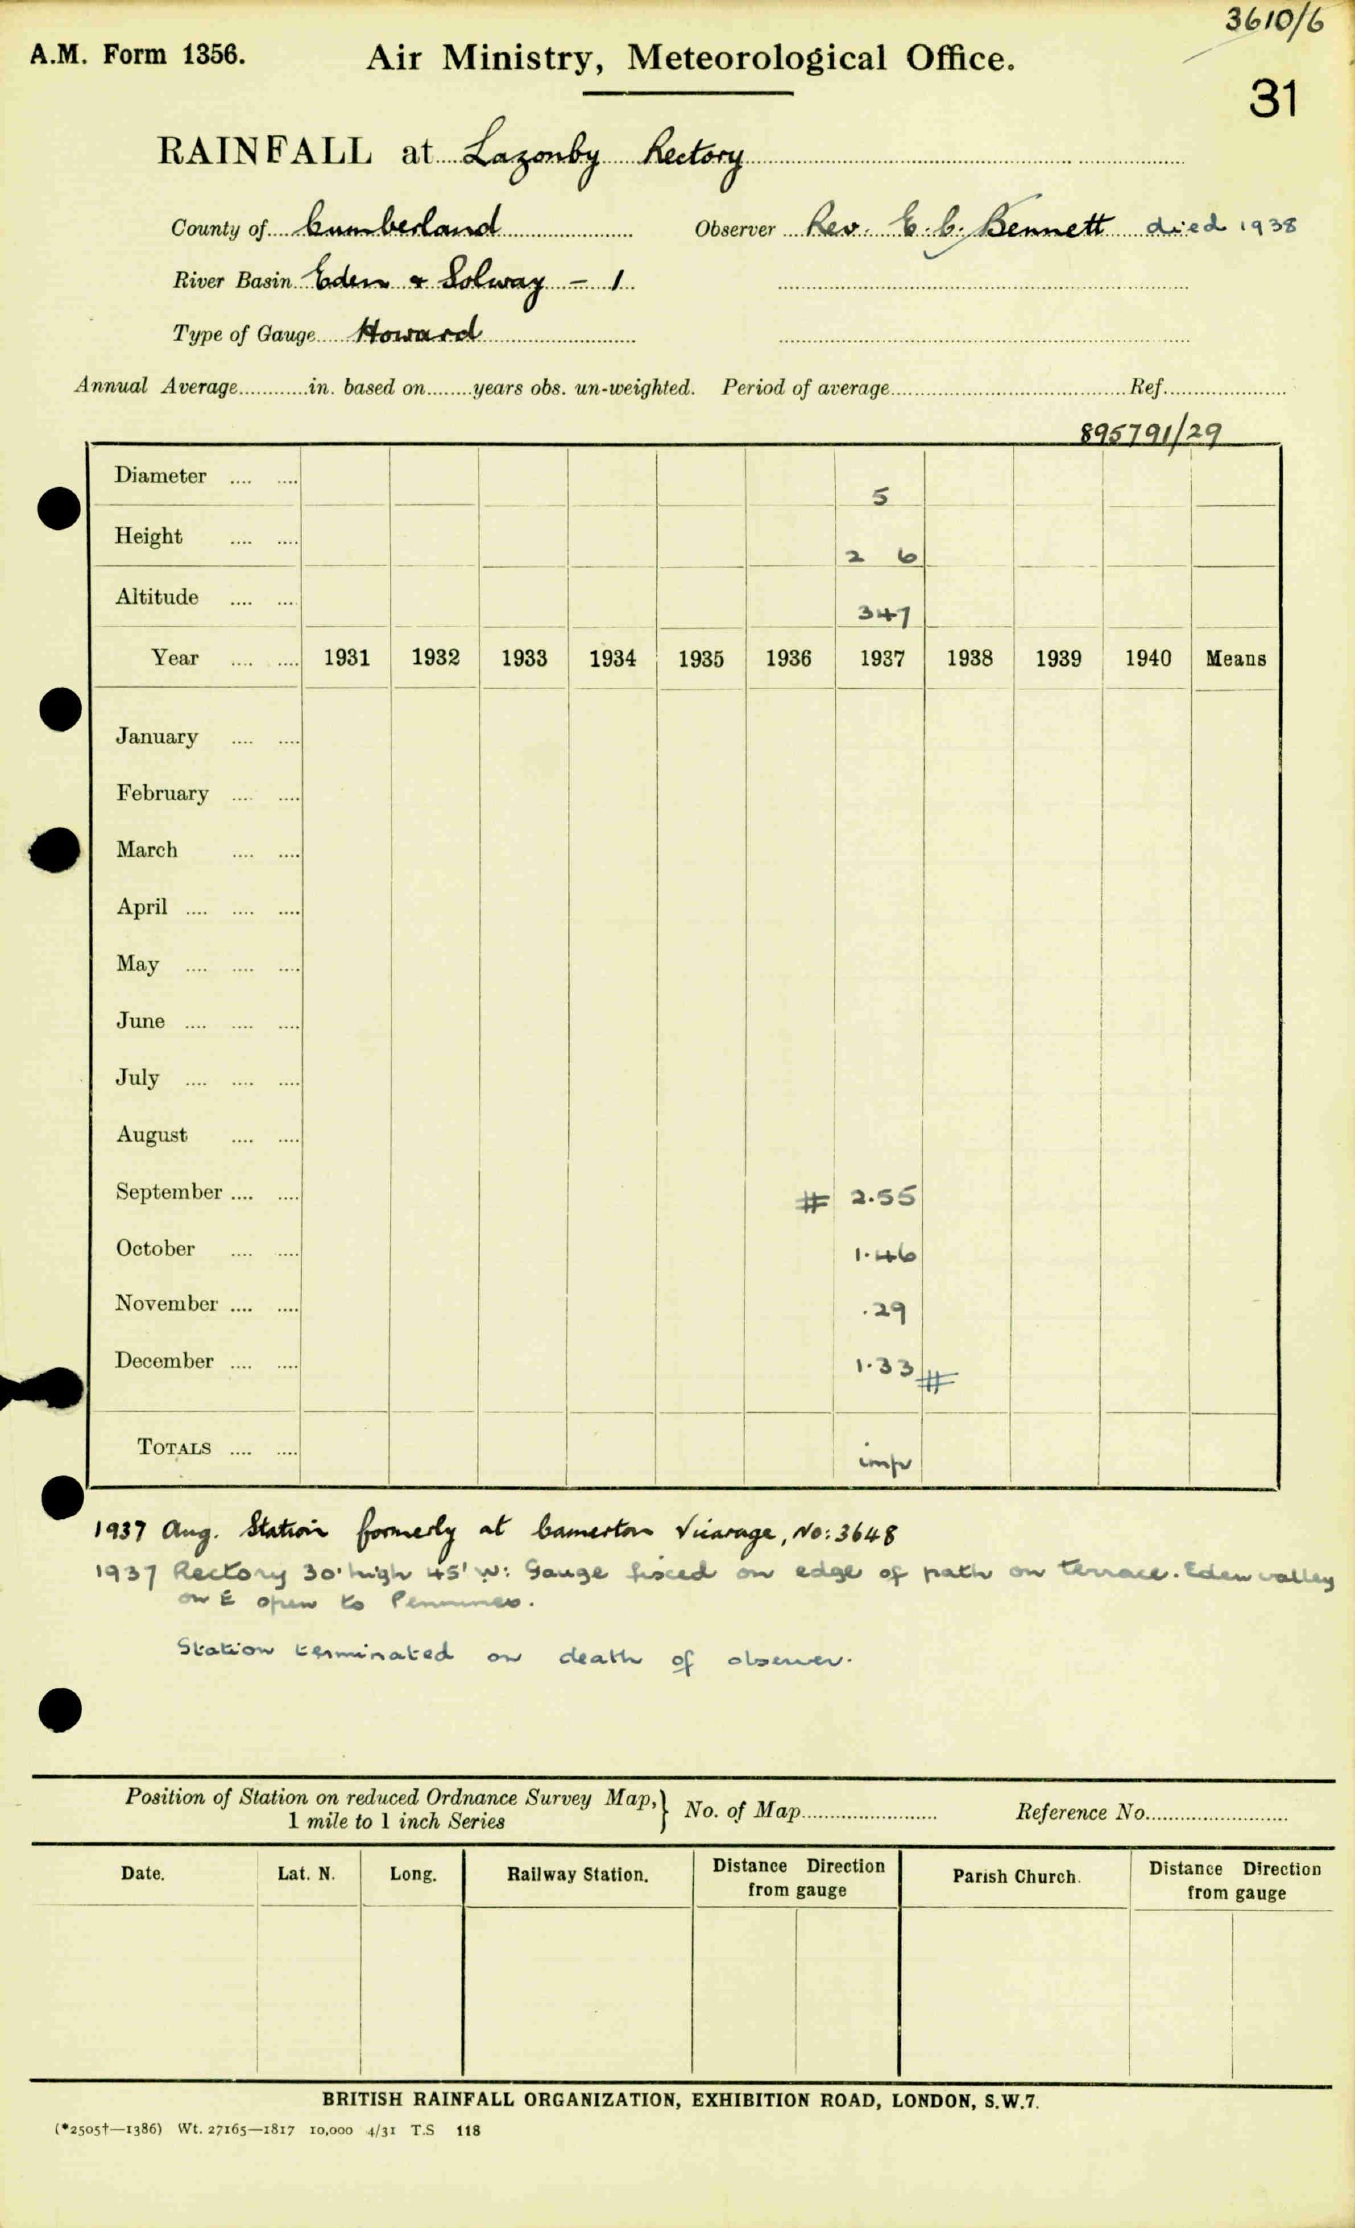 3610/6
A.M. Form 1356.
Air Ministry, Meteorological Office.
31
RAINFALL at Lazonby Rectory
County of Cumberland Observer Rev. E. C. Bennett died 1938
River Basin Eden & Solway - 1
Type of Gauge Howard
Annual Average............in. based on........years obs. un-weighted. Period of average........................................Ref.....................
895791/29
Diameter .... .... 5
Height .... .... 2 6
Altitude .... .... 347
Year .... .... 1931 1932 1933 1934 1935 1936 1937 1938 1939 1940 Means
January .... ....
February .... ....
March .... ....
April .... .... ....
May .... .... ....
June .... .... ....
July .... .... ....
August .... ....
September .... .... # 2.55
October .... .... 1.46
November .... .... .29
December .... .... 1.33 #
TOTALS .... .... imp
1937 Aug. Station formerly at Camerton Vicarage, No: 3648
1937 Rectory 30' high 45' W: Gauge fixed on edge of path on terrace. Eden valley
on E open to Pennines.
Station terminated on death of observer.
Position of Station on reduced Ordnance Survey Map,} No. of Map........................ Reference No.........................
1 mile to 1 inch Series
Date. Lat. N. Long. Railway Station. Distance Direction from gauge Parish Church. Distance Direction from gauge
BRITISH RAINFALL ORGANIZATION, EXHIBITION ROAD, LONDON, S.W.7.
(*2505†—1386) Wt. 27165—1817 10,000 4/31 T.S 118